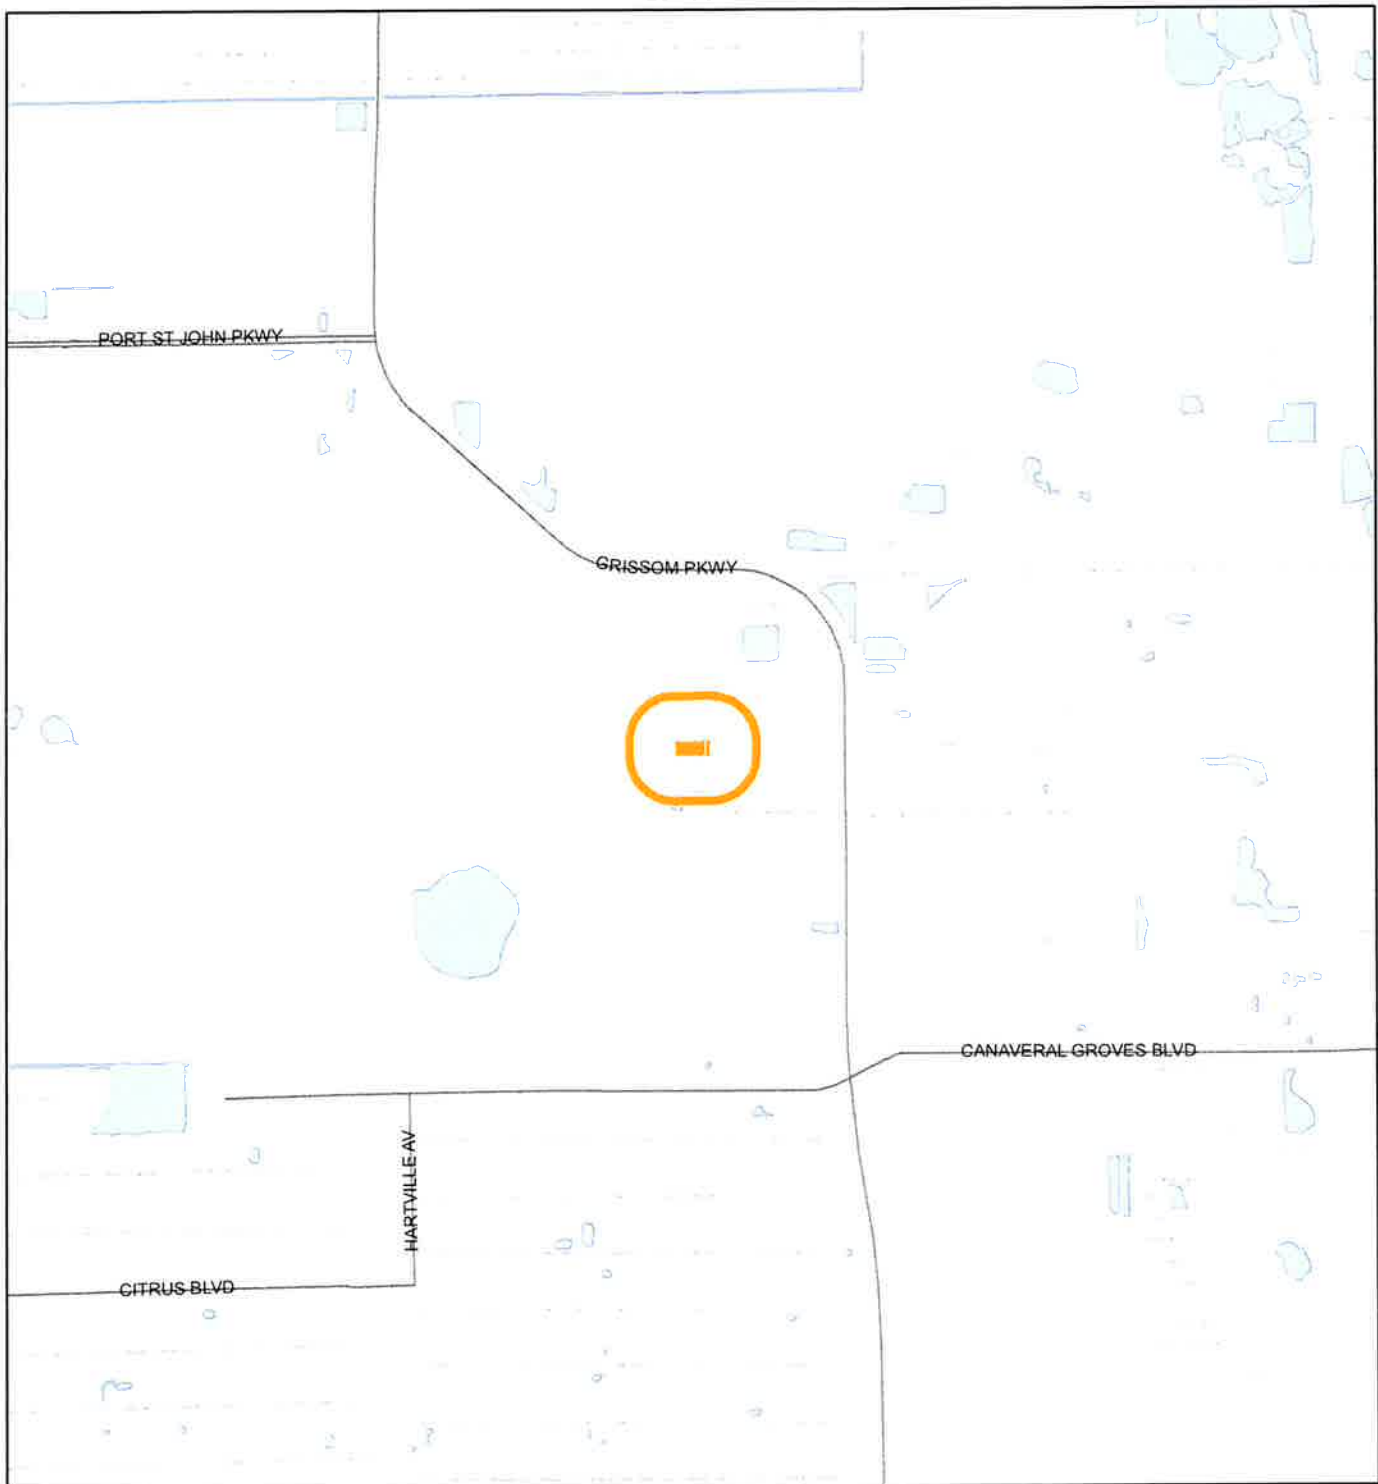 PORT ST JOHN PKWY
GRISSOM PKWY
CANAVERAL GROVES BLVD
HARTVILLE AV
CITRUS BLVD